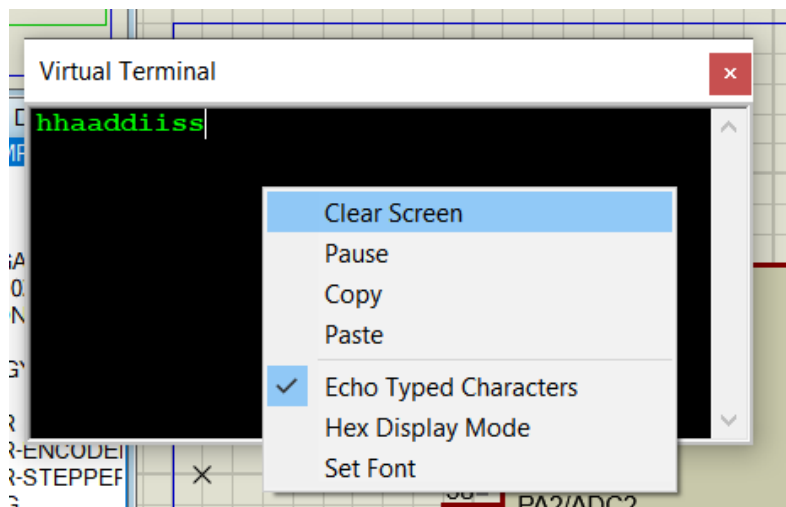 Virtual Terminal
hhaaddiiss
Clear Screen
Pause
Copy
Paste
Echo Typed Characters
Hex Display Mode
Set Font
R-ENCODE
R-STEPPER
PA2/ADC2